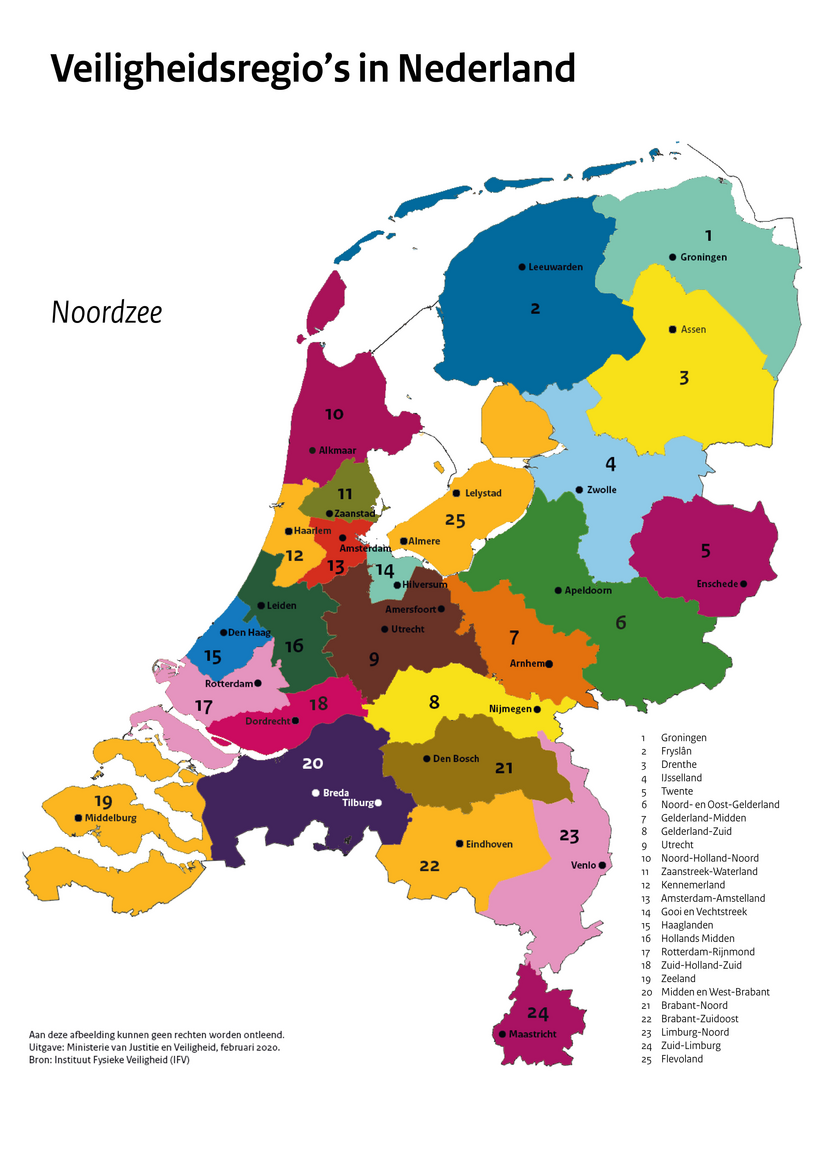 Veiligheidsregio's in Nederland
Noordzee
1
Groningen
Leeuwarden
2
Assen
3
10
Alkmaar
4
Zwolle
11
Zaanstad
Lelystad
25
Haarlem
Amsterdam
Almere
12
13
14
Hilversum
5
Enschede
Apeldoorn
6
Leiden
Amersfoort
Den Haag
Utrecht
15
16
9
7
Arnhem
Rotterdam
17
18
Dordrecht
8
Nijmegen
20
Den Bosch
21
19
Middelburg
Breda
Tilburg
Eindhoven
22
23
Venlo
24
Maastricht
1 Groningen
2 Fryslân
3 Drenthe
4 IJsselland
5 Twente
6 Noord- en Oost-Gelderland
7 Gelderland-Midden
8 Gelderland-Zuid
9 Utrecht
10 Noord-Holland-Noord
11 Zaanstreek-Waterland
12 Kennemerland
13 Amsterdam-Amstelland
14 Gooi en Vechtstreek
15 Haaglanden
16 Hollands Midden
17 Rotterdam-Rijnmond
18 Zuid-Holland-Zuid
19 Zeeland
20 Midden en West-Brabant
21 Brabant-Noord
22 Brabant-Zuidoost
23 Limburg-Noord
24 Zuid-Limburg
25 Flevoland
Aan deze afbeelding kunnen geen rechten worden ontleend.
Uitgave: Ministerie van Justitie en Veiligheid, februari 2020.
Bron: Instituut Fysieke Veiligheid (IFV)